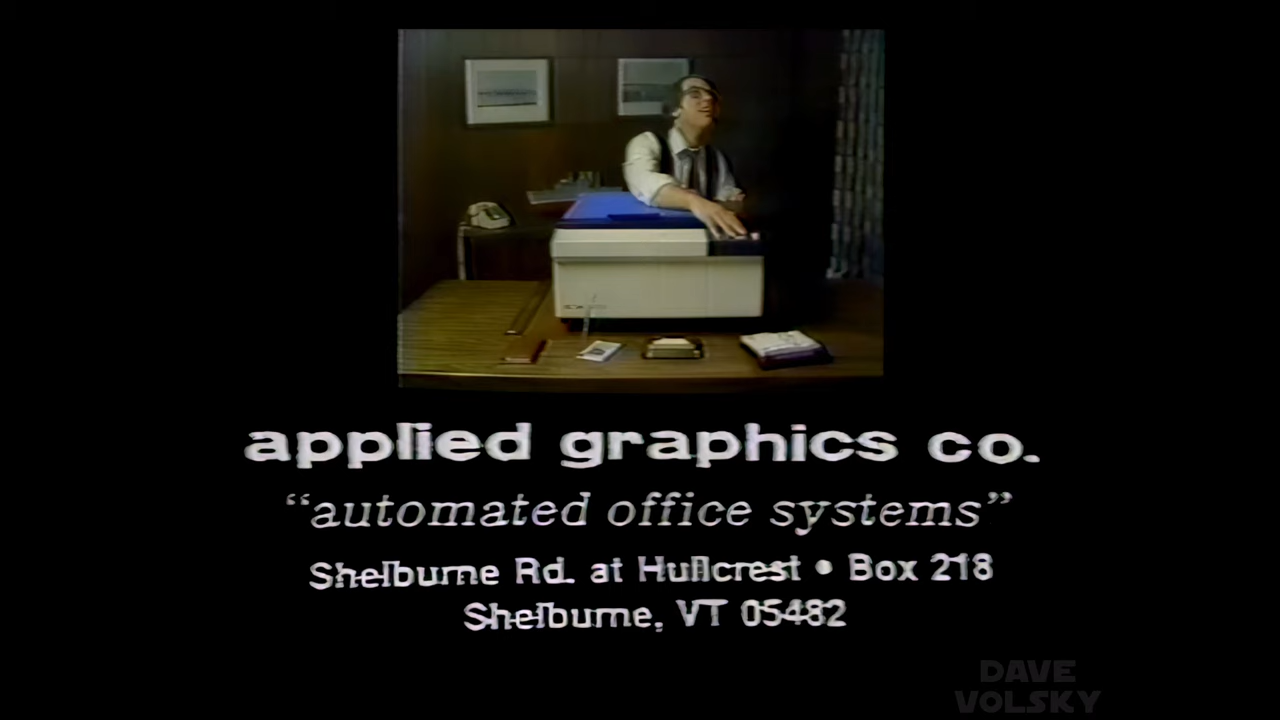 applied graphics co.
“automated office systems”
Shelburne Rd. at Hullcrest • Box 218
Shelburne, VT 05482
DAVE
VOLSKY